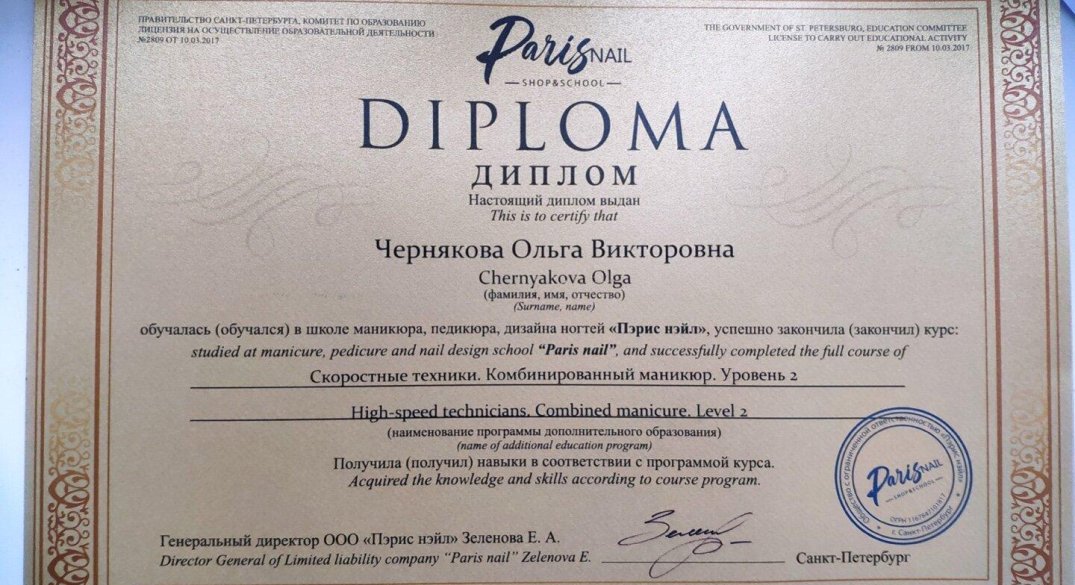 ПРАВИТЕЛЬСТВО САНКТ-ПЕТЕРБУРГА, КОМИТЕТ ПО ОБРАЗОВАНИЮ
ЛИЦЕНЗИЯ НА ОСУЩЕСТВЛЕНИЕ ОБРАЗОВАТЕЛЬНОЙ ДЕЯТЕЛЬНОСТИ
№2809 ОТ 10.03.2017
THE GOVERNMENT OF ST. PETERSBURG, EDUCATION COMMITTEE
LICENSE TO CARRY OUT EDUCATIONAL ACTIVITY
№ 2809 FROM 10.03.2017
Paris NAIL
SHOP&SCHOOL
DIPLOMA
ДИПЛОМ
Настоящий диплом выдан
This is to certify that
Чернякова Ольга Викторовна
Chernyakova Olga
(фамилия, имя, отчество)
(Surname, name)
обучалась (обучался) в школе маникюра, педикюра, дизайна ногтей «Пэрис нэйл», успешно закончила (закончил) курс:
studied at manicure, pedicure and nail design school “Paris nail”, and successfully completed the full course of
Скоростные техники. Комбинированный маникюр. Уровень 2
High-speed technicians. Combined manicure. Level 2
(наименование программы дополнительного образования)
(name of additional education program)
Получила (получил) навыки в соответствии с программой курса.
Acquired the knowledge and skills according to course program.
Общество с ограниченной ответственностью «Пэрис нэйл»
Paris NAIL
SHOP&SCHOOL
г. Санкт-Петербург
Генеральный директор ООО «Пэрис нэйл» Зеленова Е. А.
Director General of Limited liability company “Paris nail” Zelenova E.
Санкт-Петербург